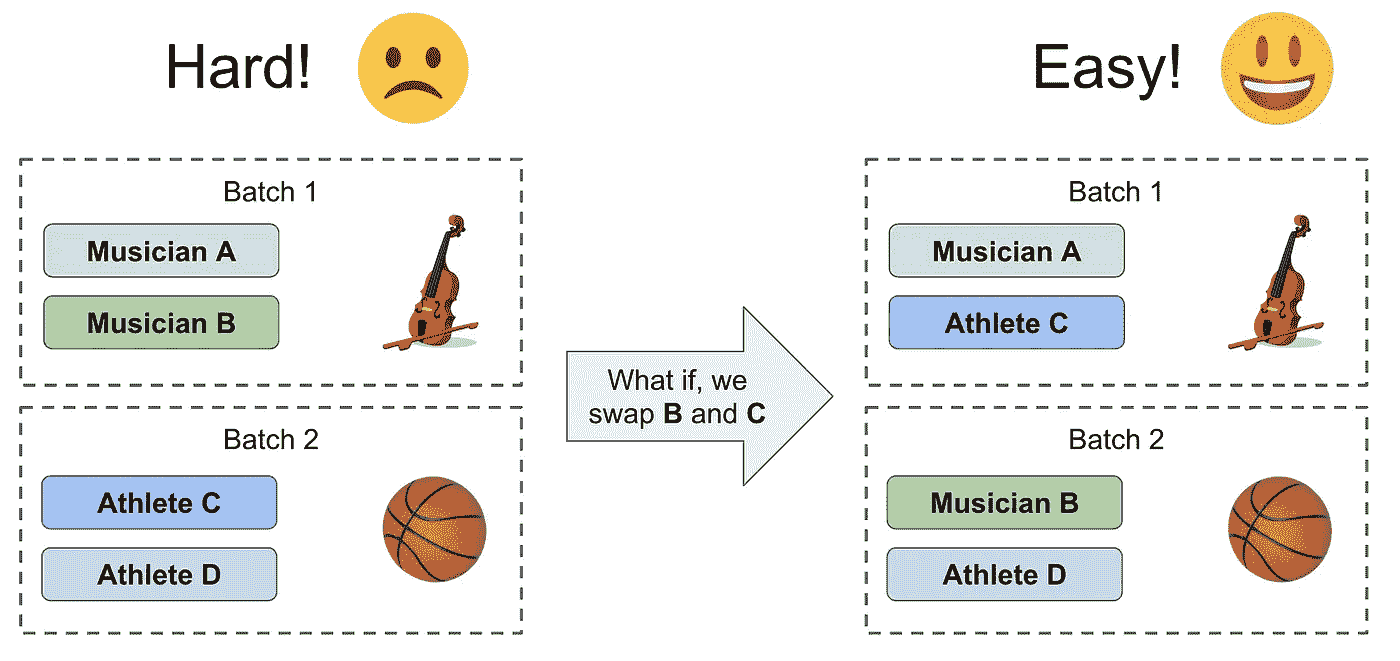 Hard!
Easy!
Batch 1
Musician A
Musician B
Batch 2
Athlete C
Athlete D
What if, we
swap B and C
Batch 1
Musician A
Athlete C
Batch 2
Musician B
Athlete D